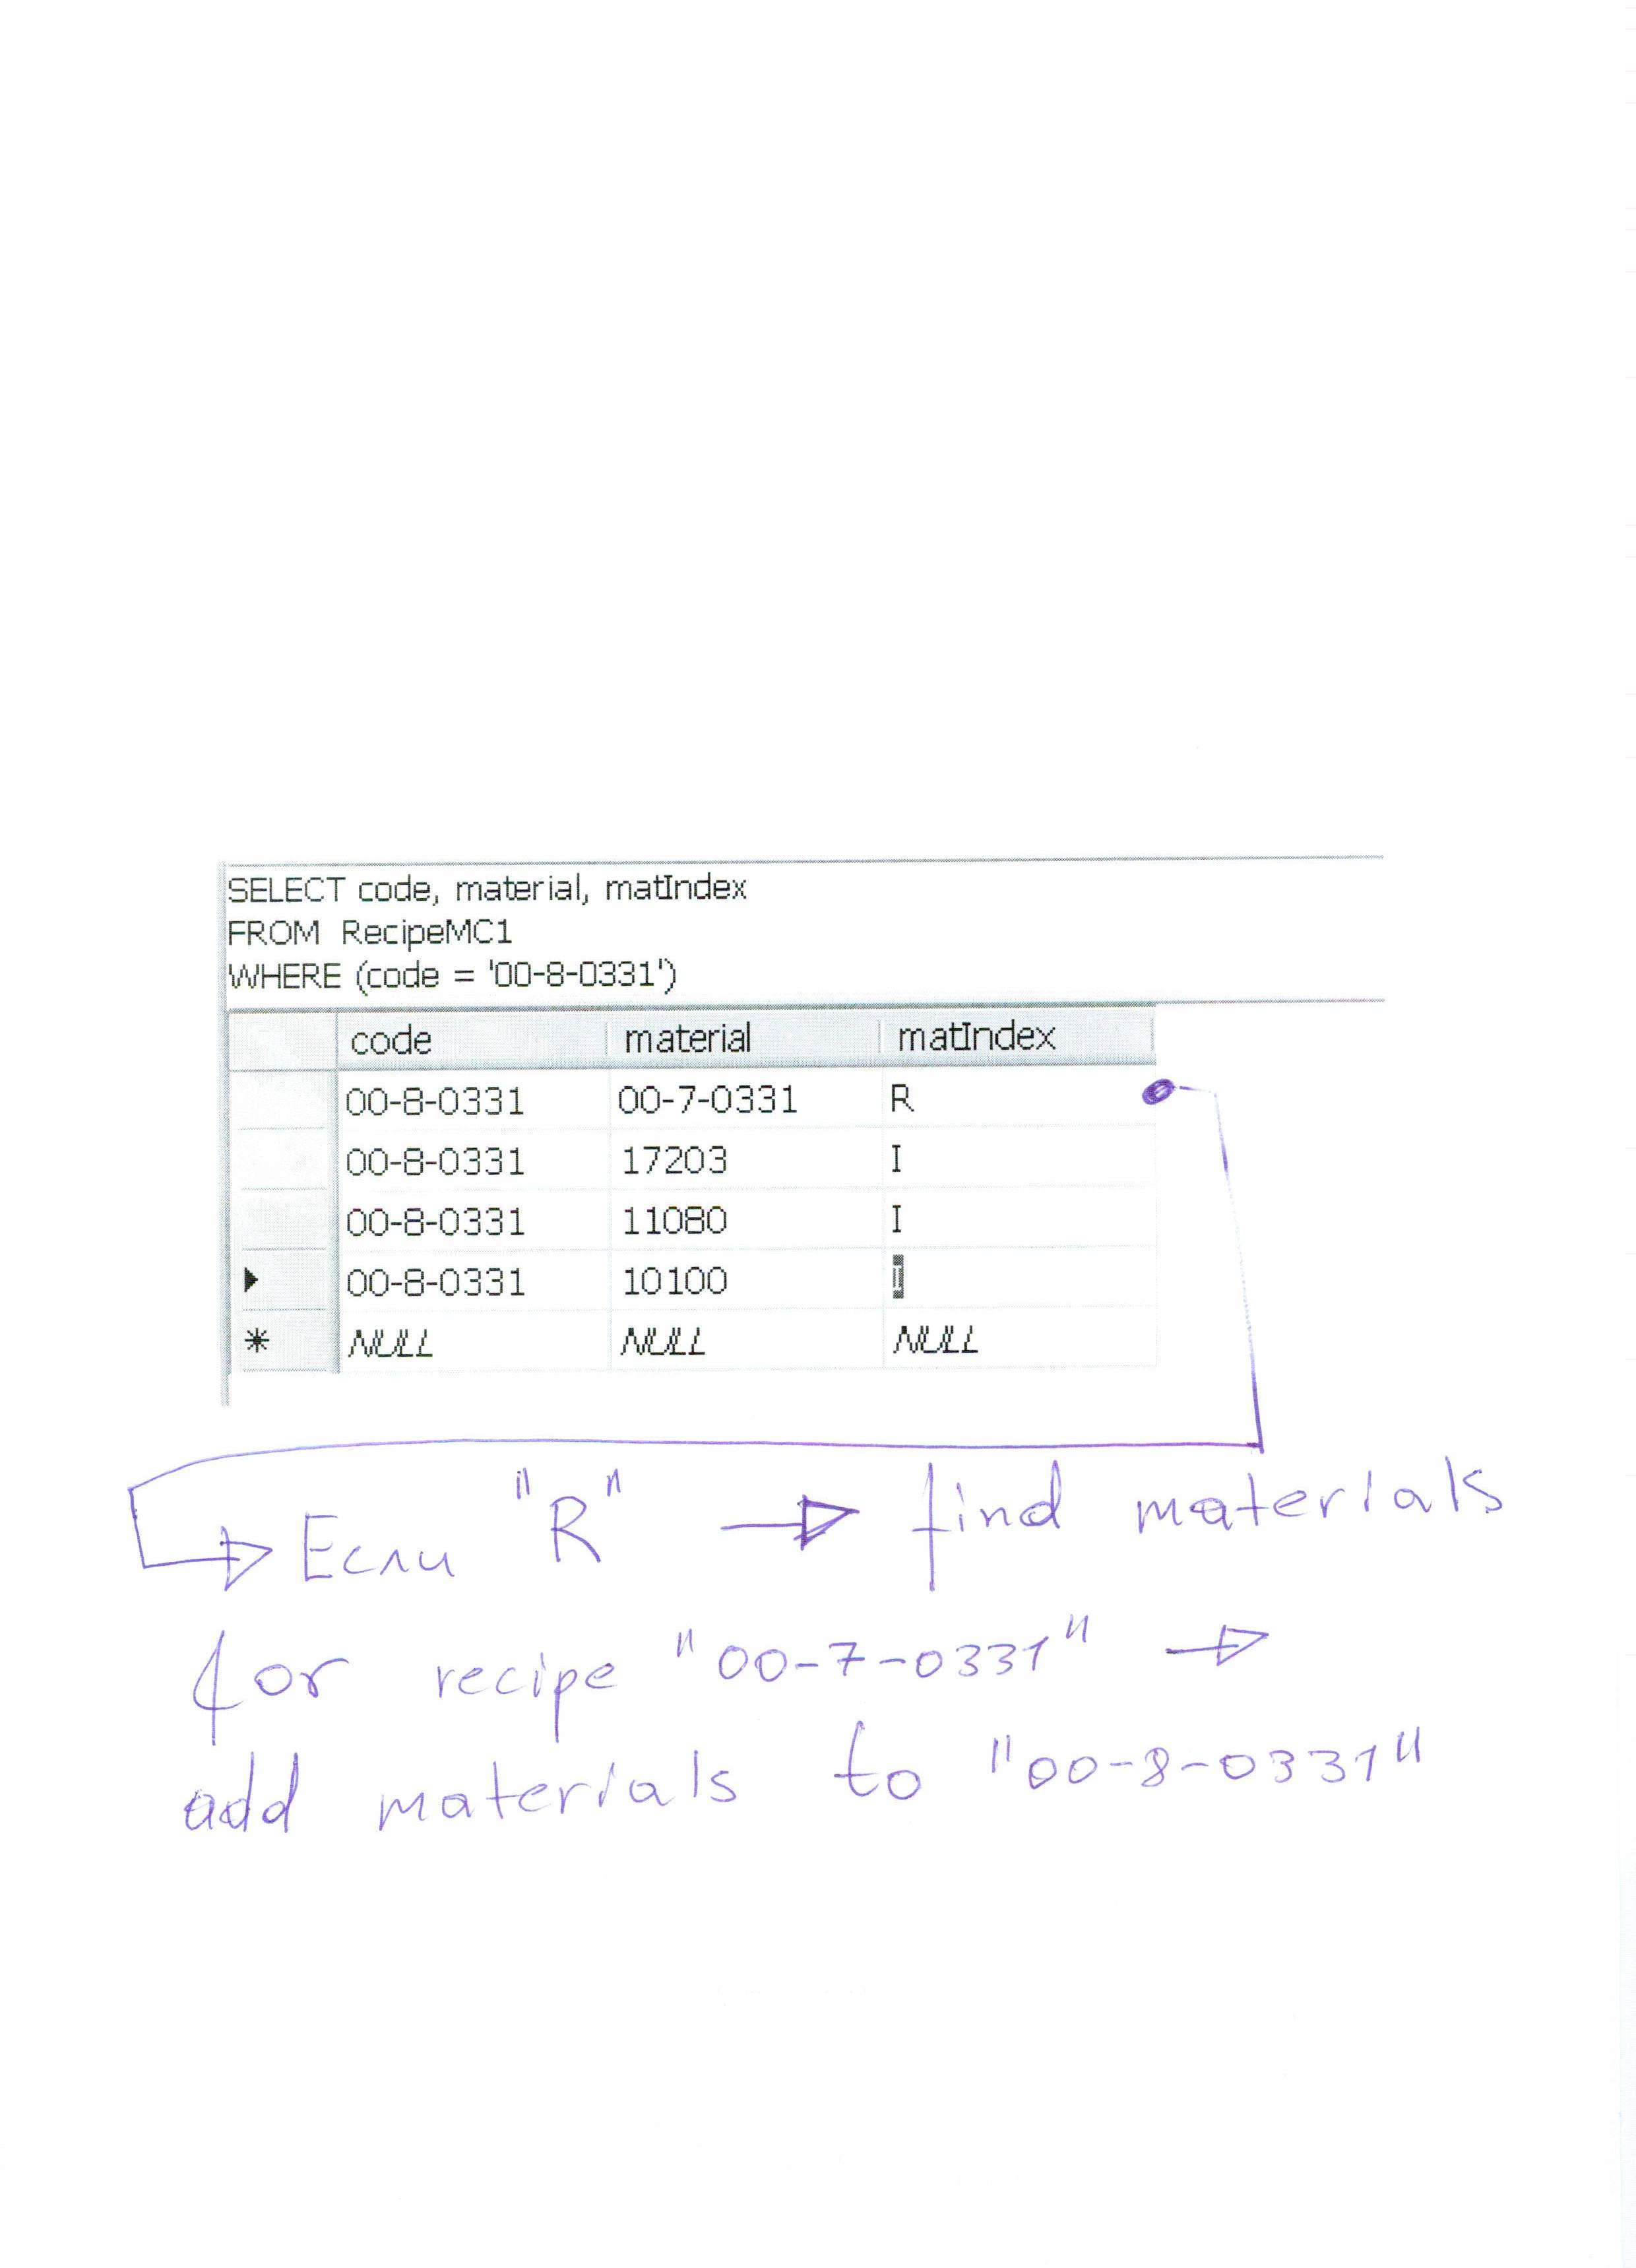 SELECT code, material, matIndex
FROM RecipeMC1
WHERE (code = '00-8-0331')
code material matIndex
00-8-0331 00-7-0331 R
00-8-0331 17203 I
00-8-0331 11080 I
00-8-0331 10100 I
NULL NULL NULL
Если "R" → find materials
for recipe "00-7-0331" →
add materials to "00-8-0331"